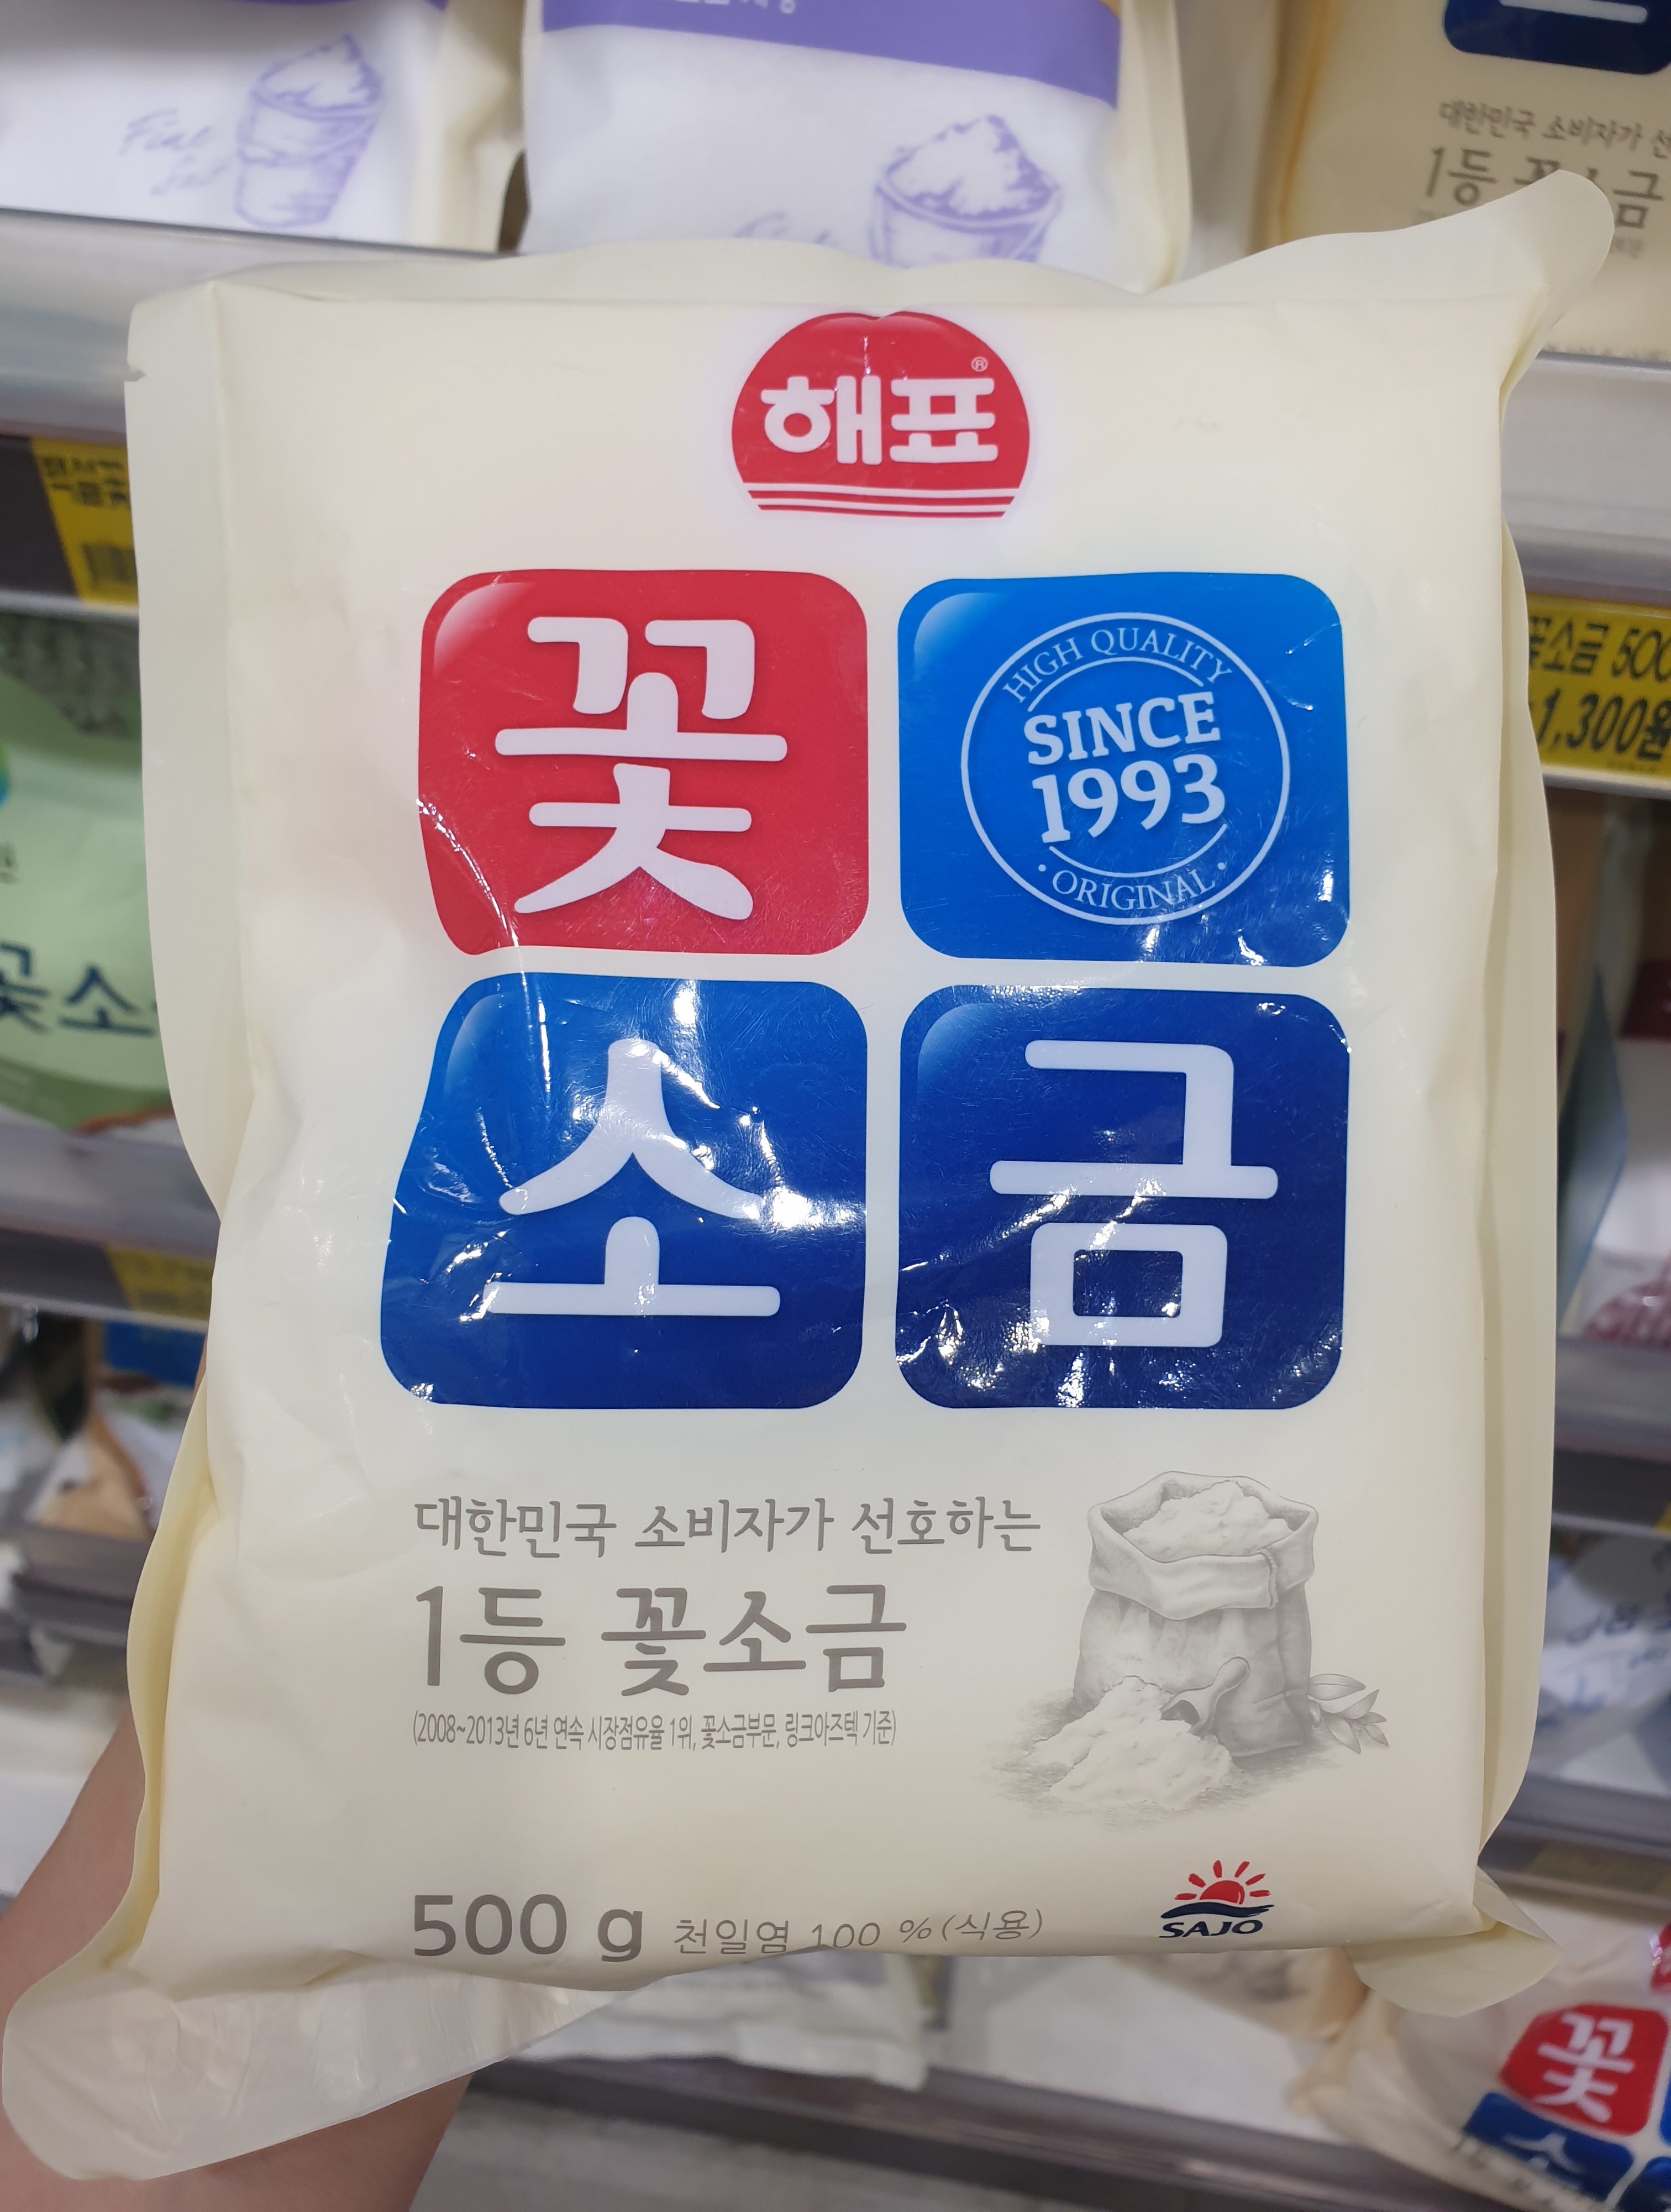 대한민국 소비자가
1등 꽃소금
해표®
꽃
HIGH QUALITY
SINCE
1993
· ORIGINAL ·
소
금
대한민국 소비자가 선호하는
1등 꽃소금
(2008~2013년 6년 연속 시장점유율 1위, 꽃소금부문, 링크아즈텍 기준)
500 g 천일염 100 % (식용)
SAJO
꽃소금 500
1,300원
꽃소
꽃
소